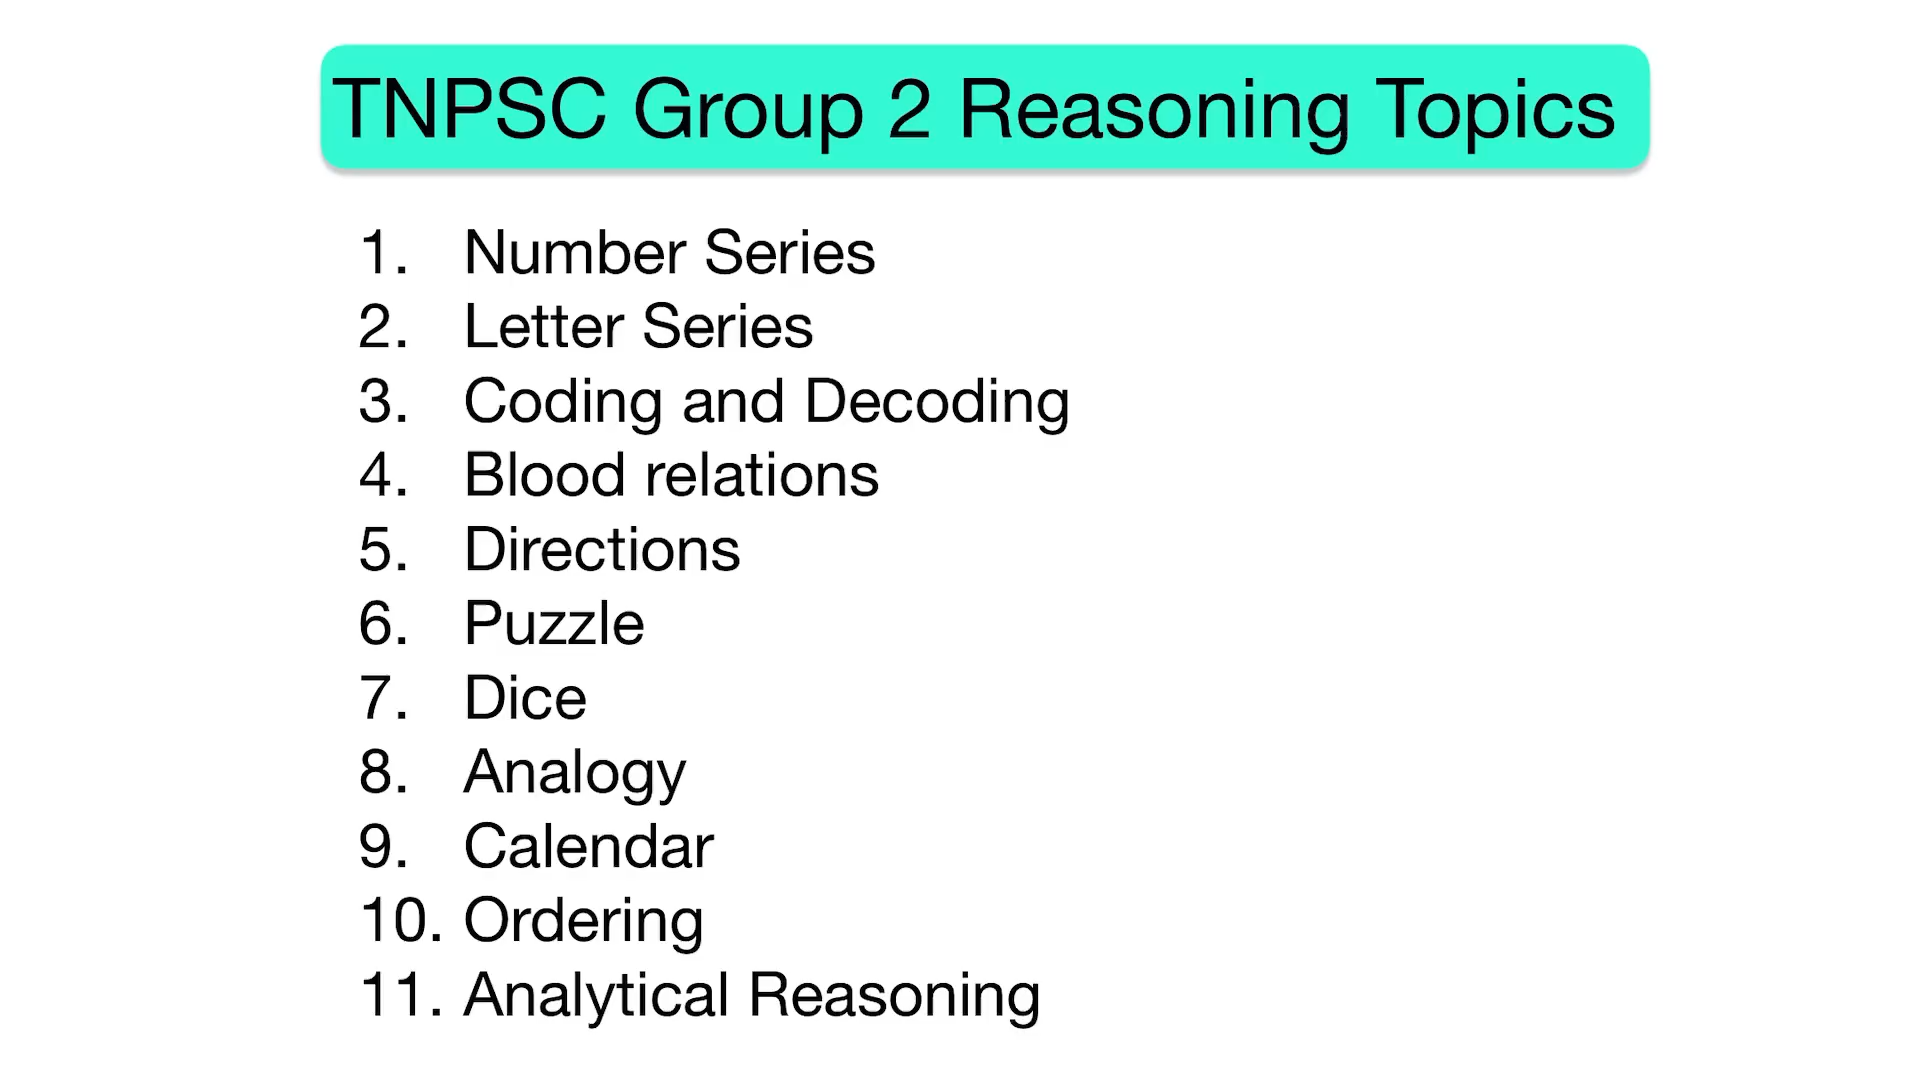 TNPSC Group 2 Reasoning Topics
1. Number Series
2. Letter Series
3. Coding and Decoding
4. Blood relations
5. Directions
6. Puzzle
7. Dice
8. Analogy
9. Calendar
10. Ordering
11. Analytical Reasoning